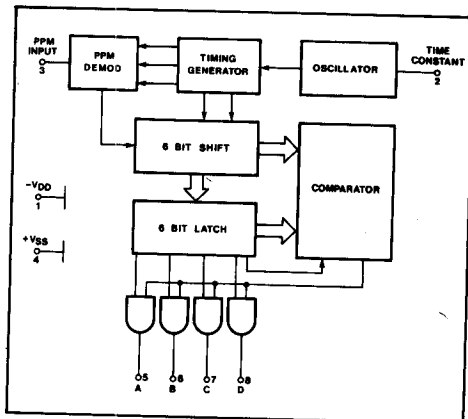 PPM
INPUT
3
PPM
DEMOD
TIMING
GENERATOR
OSCILLATOR
TIME
CONSTANT
2
6 BIT SHIFT
COMPARATOR
-VDD
1
6 BIT LATCH
+VSS
4
5
A
6
B
7
C
8
D